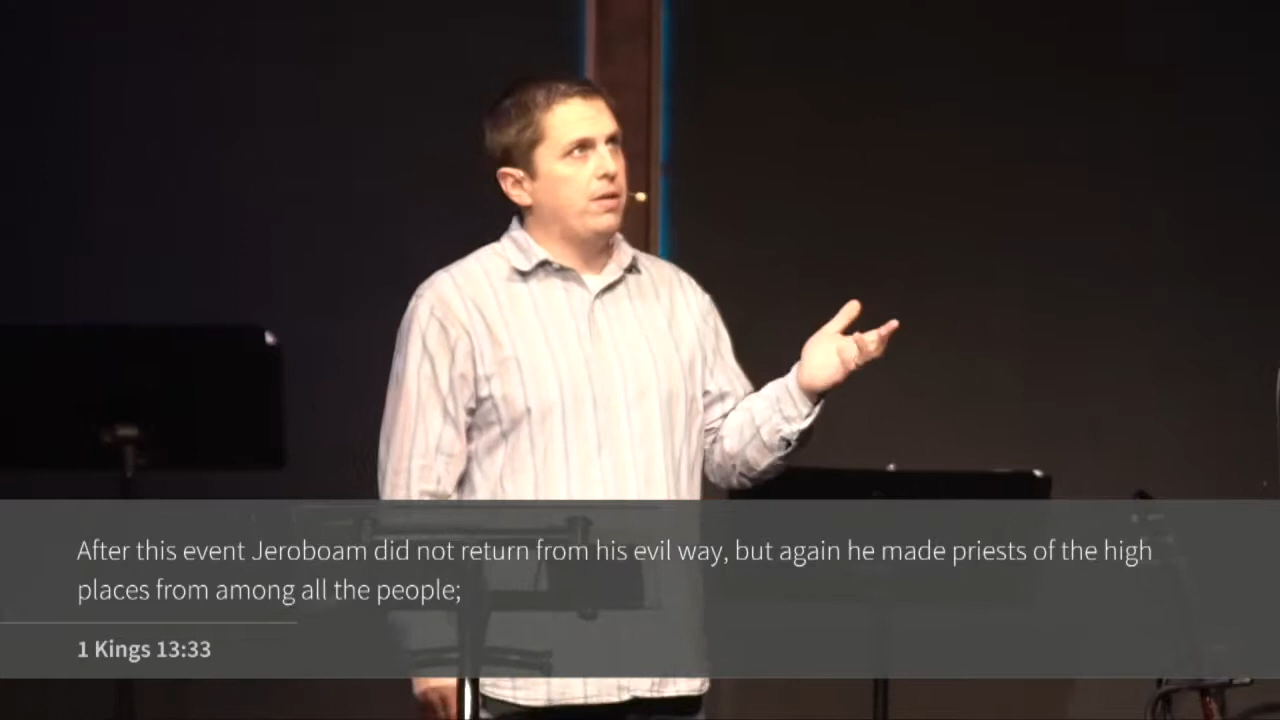 After this event Jeroboam did not return from his evil way, but again he made priests of the high
places from among all the people;
1 Kings 13:33